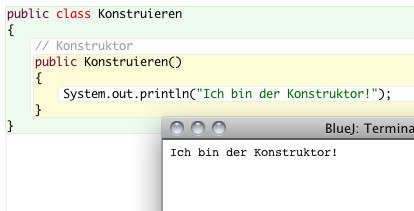 public class Konstruieren
{
// Konstruktor
public Konstruieren()
{
System.out.println("Ich bin der Konstruktor!");
}
}
BlueJ: Termina
Ich bin der Konstruktor!